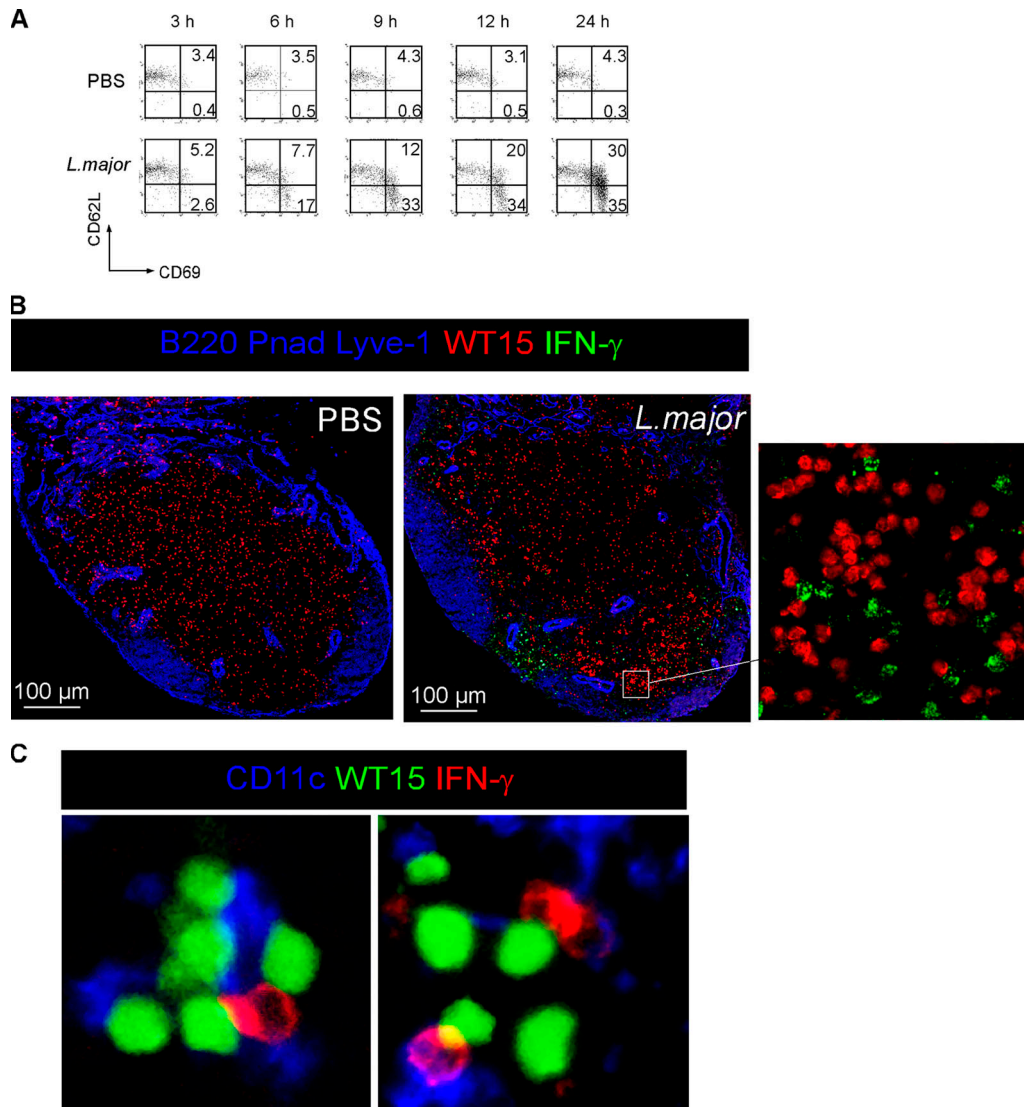 A
3 h 6 h 9 h 12 h 24 h
PBS
3.4 3.5 4.3 3.1 4.3
0.4 0.5 0.6 0.5 0.3
L.major
5.2 7.7 12 20 30
2.6 17 33 34 35
CD62L
CD69
B
B220 Pnad Lyve-1 WT15 IFN-γ
PBS L.major
100 µm 100 µm
C
CD11c WT15 IFN-γ